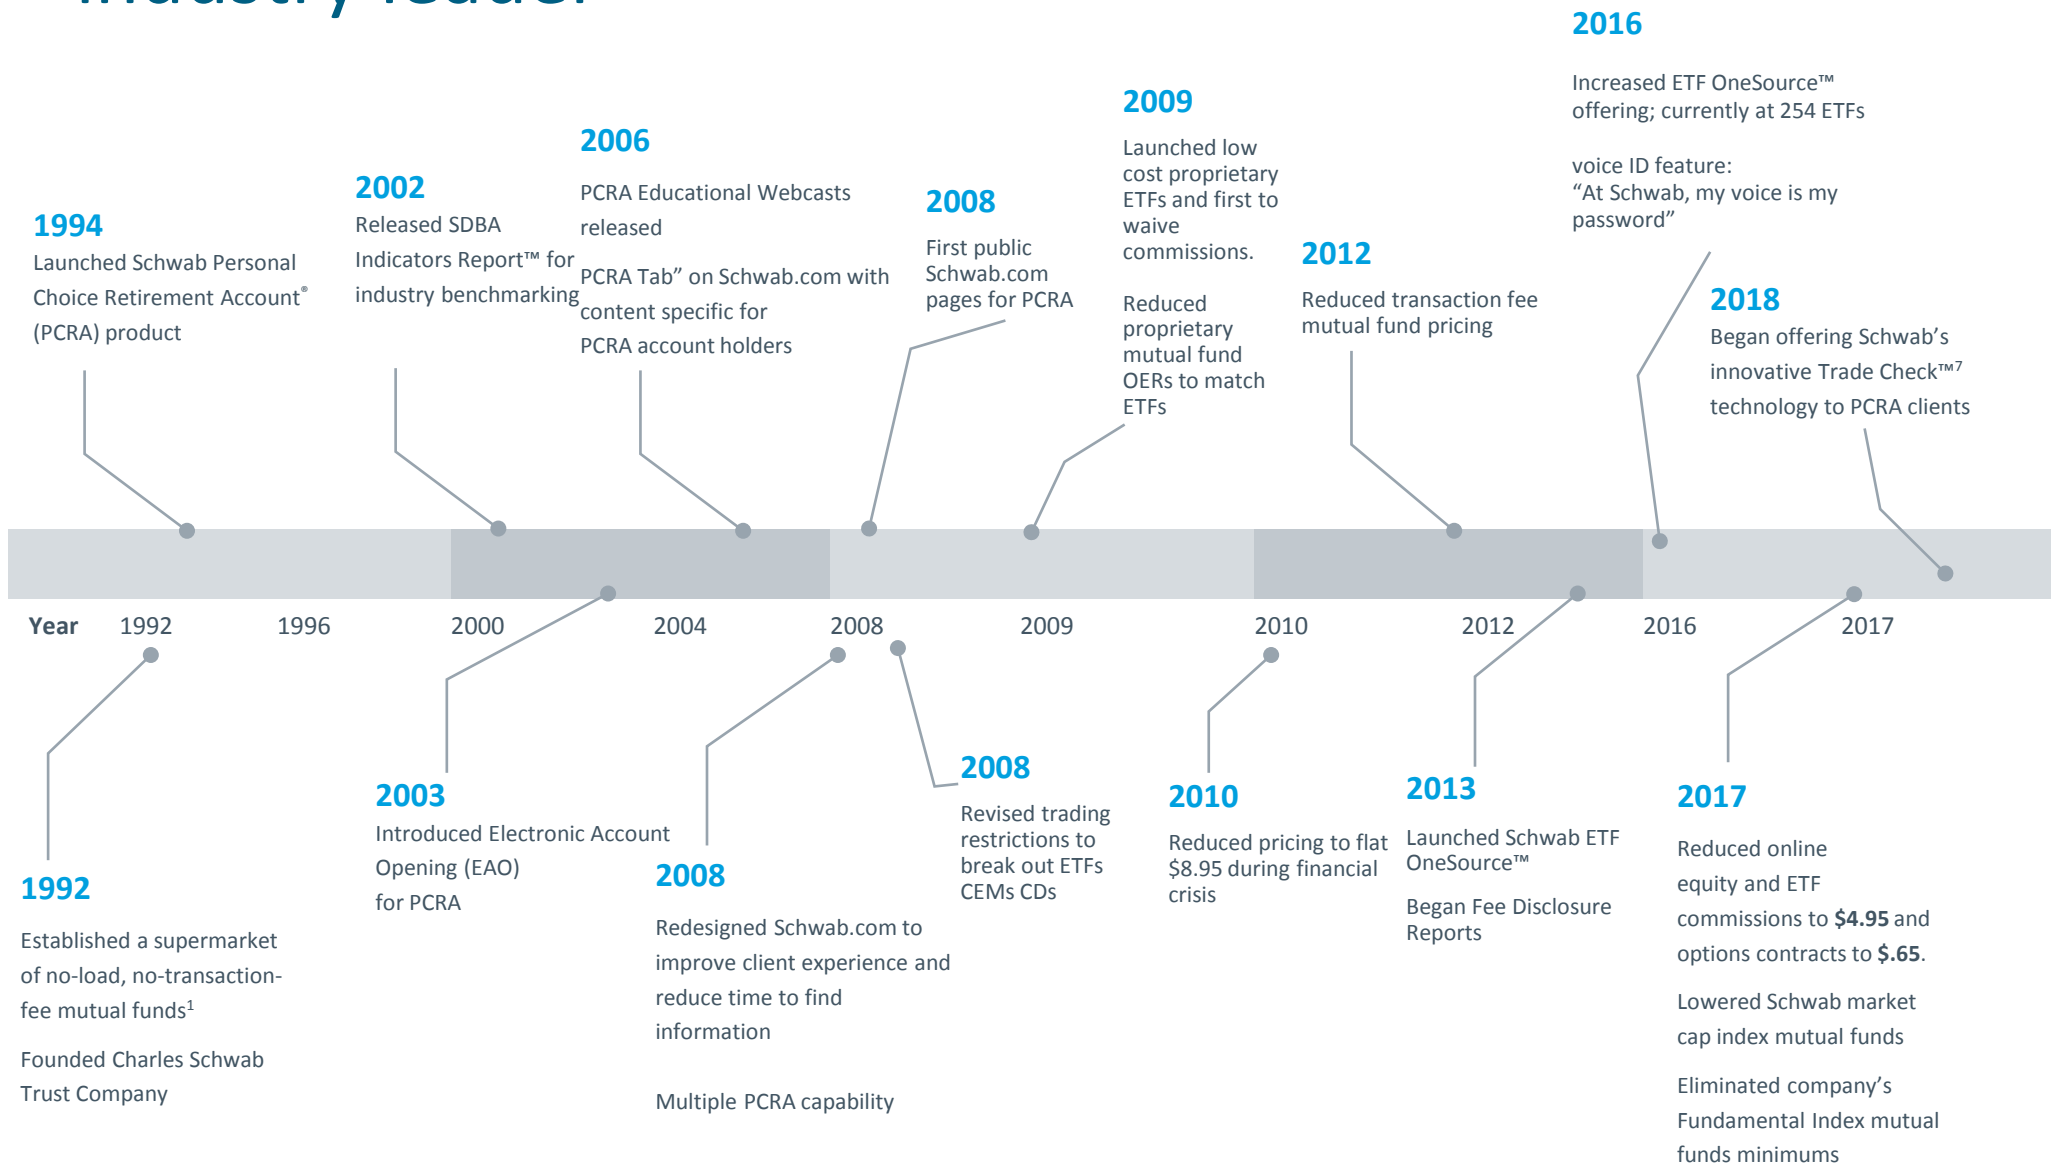 industry leader
1994
Launched Schwab Personal
Choice Retirement Account®
(PCRA) product
2002
Released SDBA
Indicators Report™ for
industry benchmarking
2006
PCRA Educational Webcasts
released
PCRA Tab” on Schwab.com with
content specific for
PCRA account holders
2008
First public
Schwab.com
pages for PCRA
2009
Launched low
cost proprietary
ETFs and first to
waive
commissions.
Reduced
proprietary
mutual fund
OERs to match
ETFs
2012
Reduced transaction fee
mutual fund pricing
2016
Increased ETF OneSource™
offering; currently at 254 ETFs
voice ID feature:
“At Schwab, my voice is my
password”
2018
Began offering Schwab’s
innovative Trade Check™⁷
technology to PCRA clients
Year 1992 1996 2000 2004 2008 2009 2010 2012 2016 2017
1992
Established a supermarket
of no-load, no-transaction-
fee mutual funds¹
Founded Charles Schwab
Trust Company
2003
Introduced Electronic Account
Opening (EAO)
for PCRA
2008
Redesigned Schwab.com to
improve client experience and
reduce time to find
information
Multiple PCRA capability
2008
Revised trading
restrictions to
break out ETFs
CEMs CDs
2010
Reduced pricing to flat
$8.95 during financial
crisis
2013
Launched Schwab ETF
OneSource™
Began Fee Disclosure
Reports
2017
Reduced online
equity and ETF
commissions to $4.95 and
options contracts to $.65.
Lowered Schwab market
cap index mutual funds
Eliminated company’s
Fundamental Index mutual
funds minimums